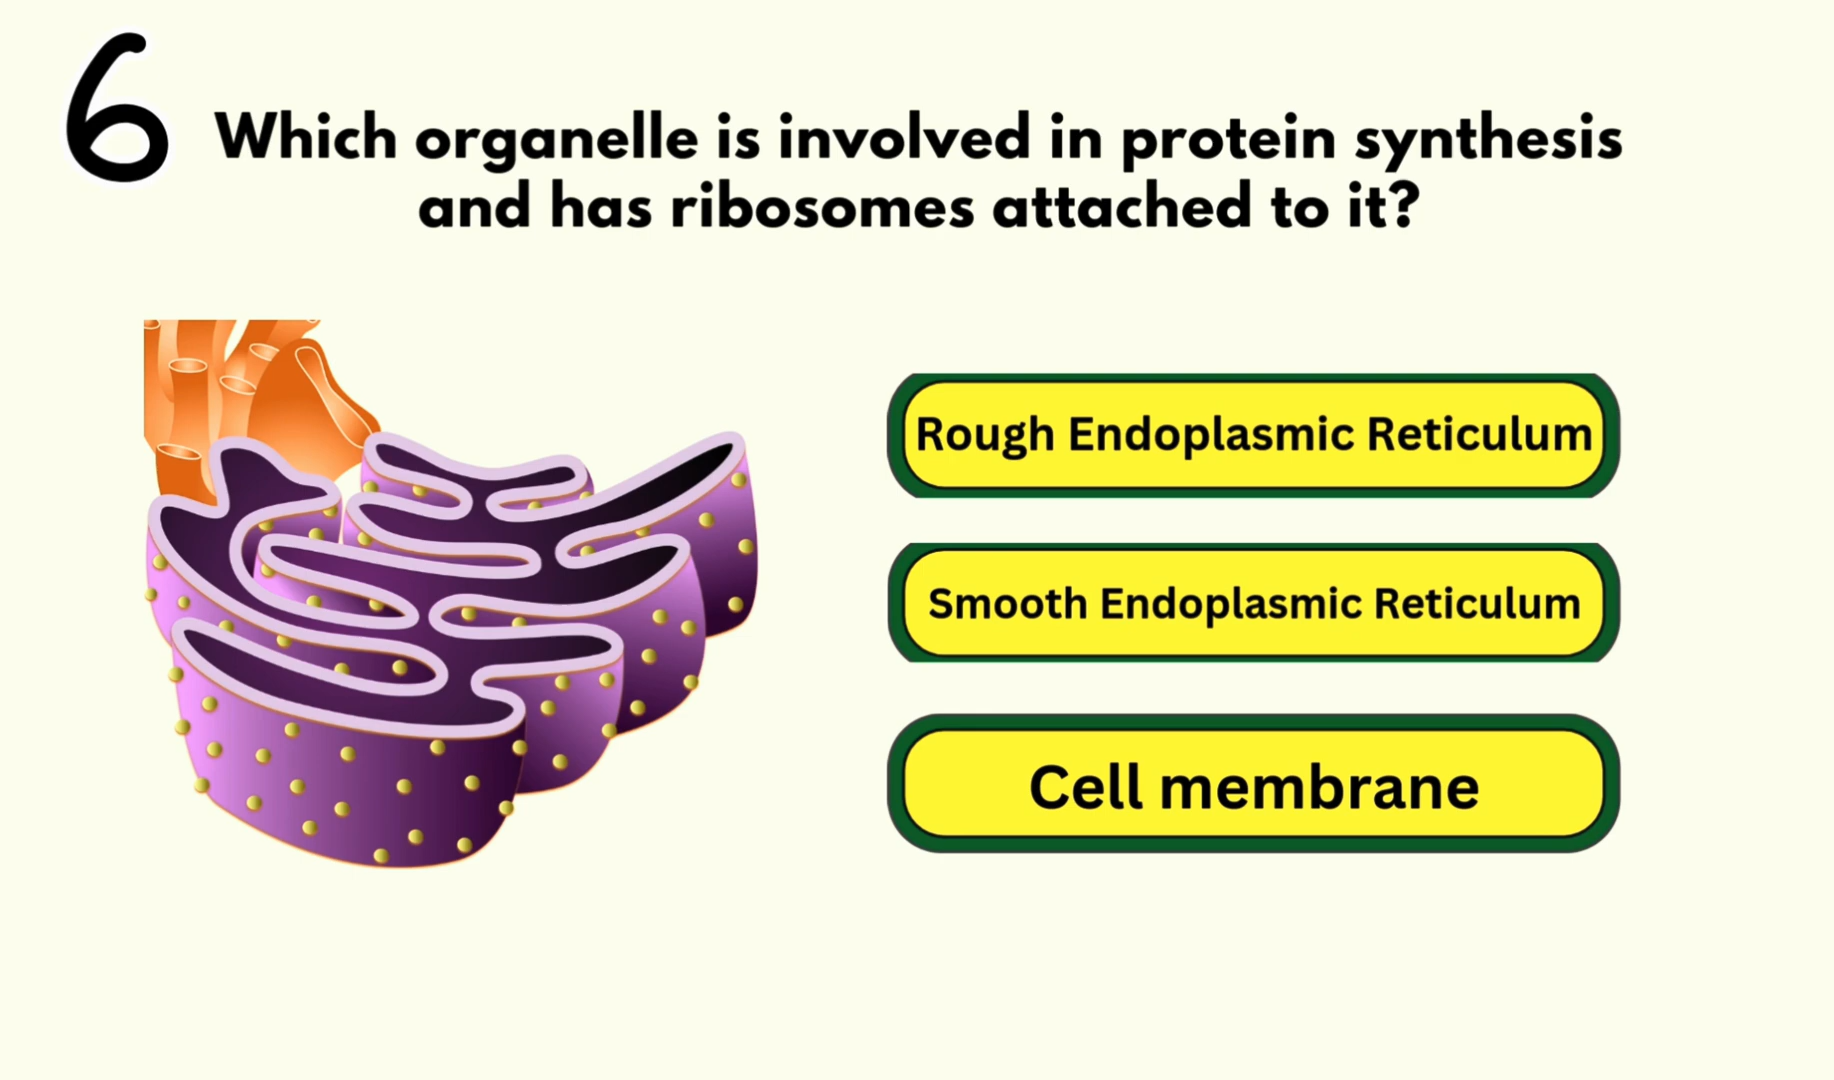 6
Which organelle is involved in protein synthesis
and has ribosomes attached to it?
Rough Endoplasmic Reticulum
Smooth Endoplasmic Reticulum
Cell membrane